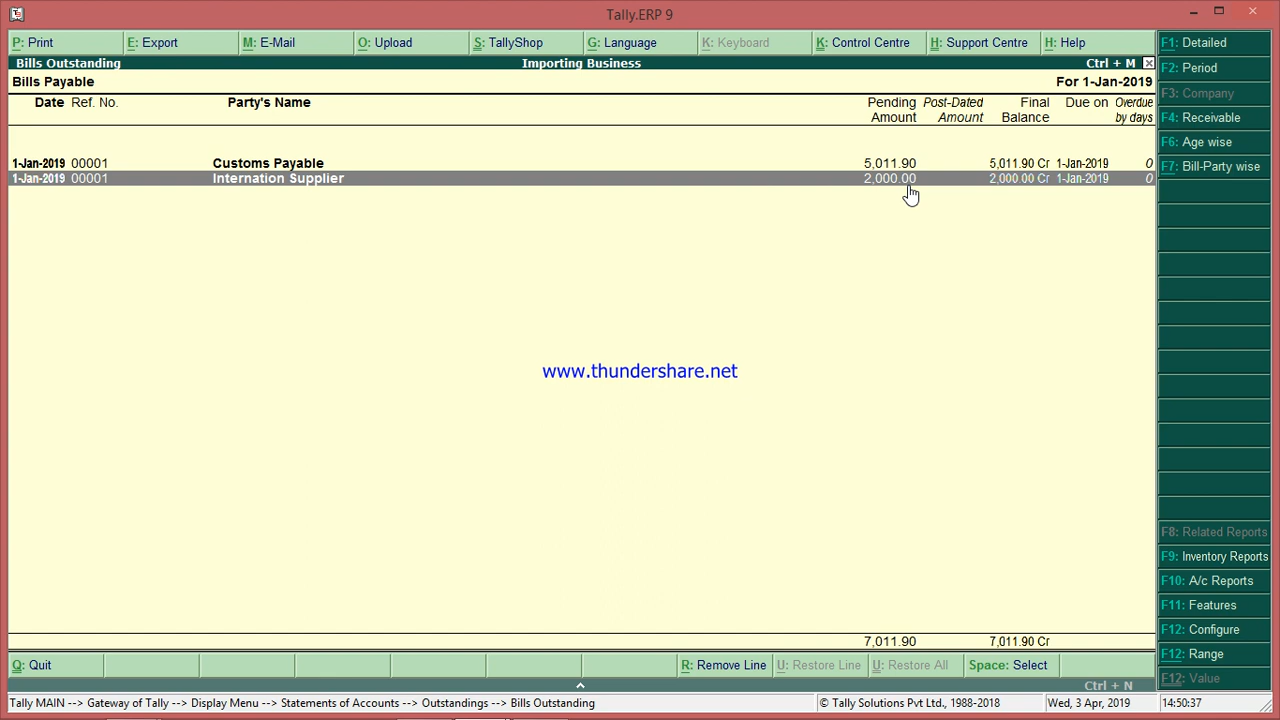 Tally.ERP 9
P: Print E: Export M: E-Mail O: Upload S: TallyShop G: Language K: Keyboard K: Control Centre H: Support Centre H: Help
Bills Outstanding Importing Business Ctrl + M
Bills Payable For 1-Jan-2019
Date Ref. No. Party's Name Pending Post-Dated Final Due on Overdue
Amount Amount Balance by days
1-Jan-2019 00001 Customs Payable 5,011.90 5,011.90 Cr 1-Jan-2019 0
1-Jan-2019 00001 Internation Supplier 2,000.00 2,000.00 Cr 1-Jan-2019 0
www.thundershare.net
7,011.90 7,011.90 Cr
Q: Quit R: Remove Line U: Restore Line U: Restore All Space: Select
Ctrl + N
Tally MAIN --> Gateway of Tally --> Display Menu --> Statements of Accounts --> Outstandings --> Bills Outstanding © Tally Solutions Pvt Ltd., 1988-2018 Wed, 3 Apr, 2019 14:50:37
F1: Detailed
F2: Period
F3: Company
F4: Receivable
F6: Age wise
F7: Bill-Party wise
F8: Related Reports
F9: Inventory Reports
F10: A/c Reports
F11: Features
F12: Configure
F12: Range
F12: Value